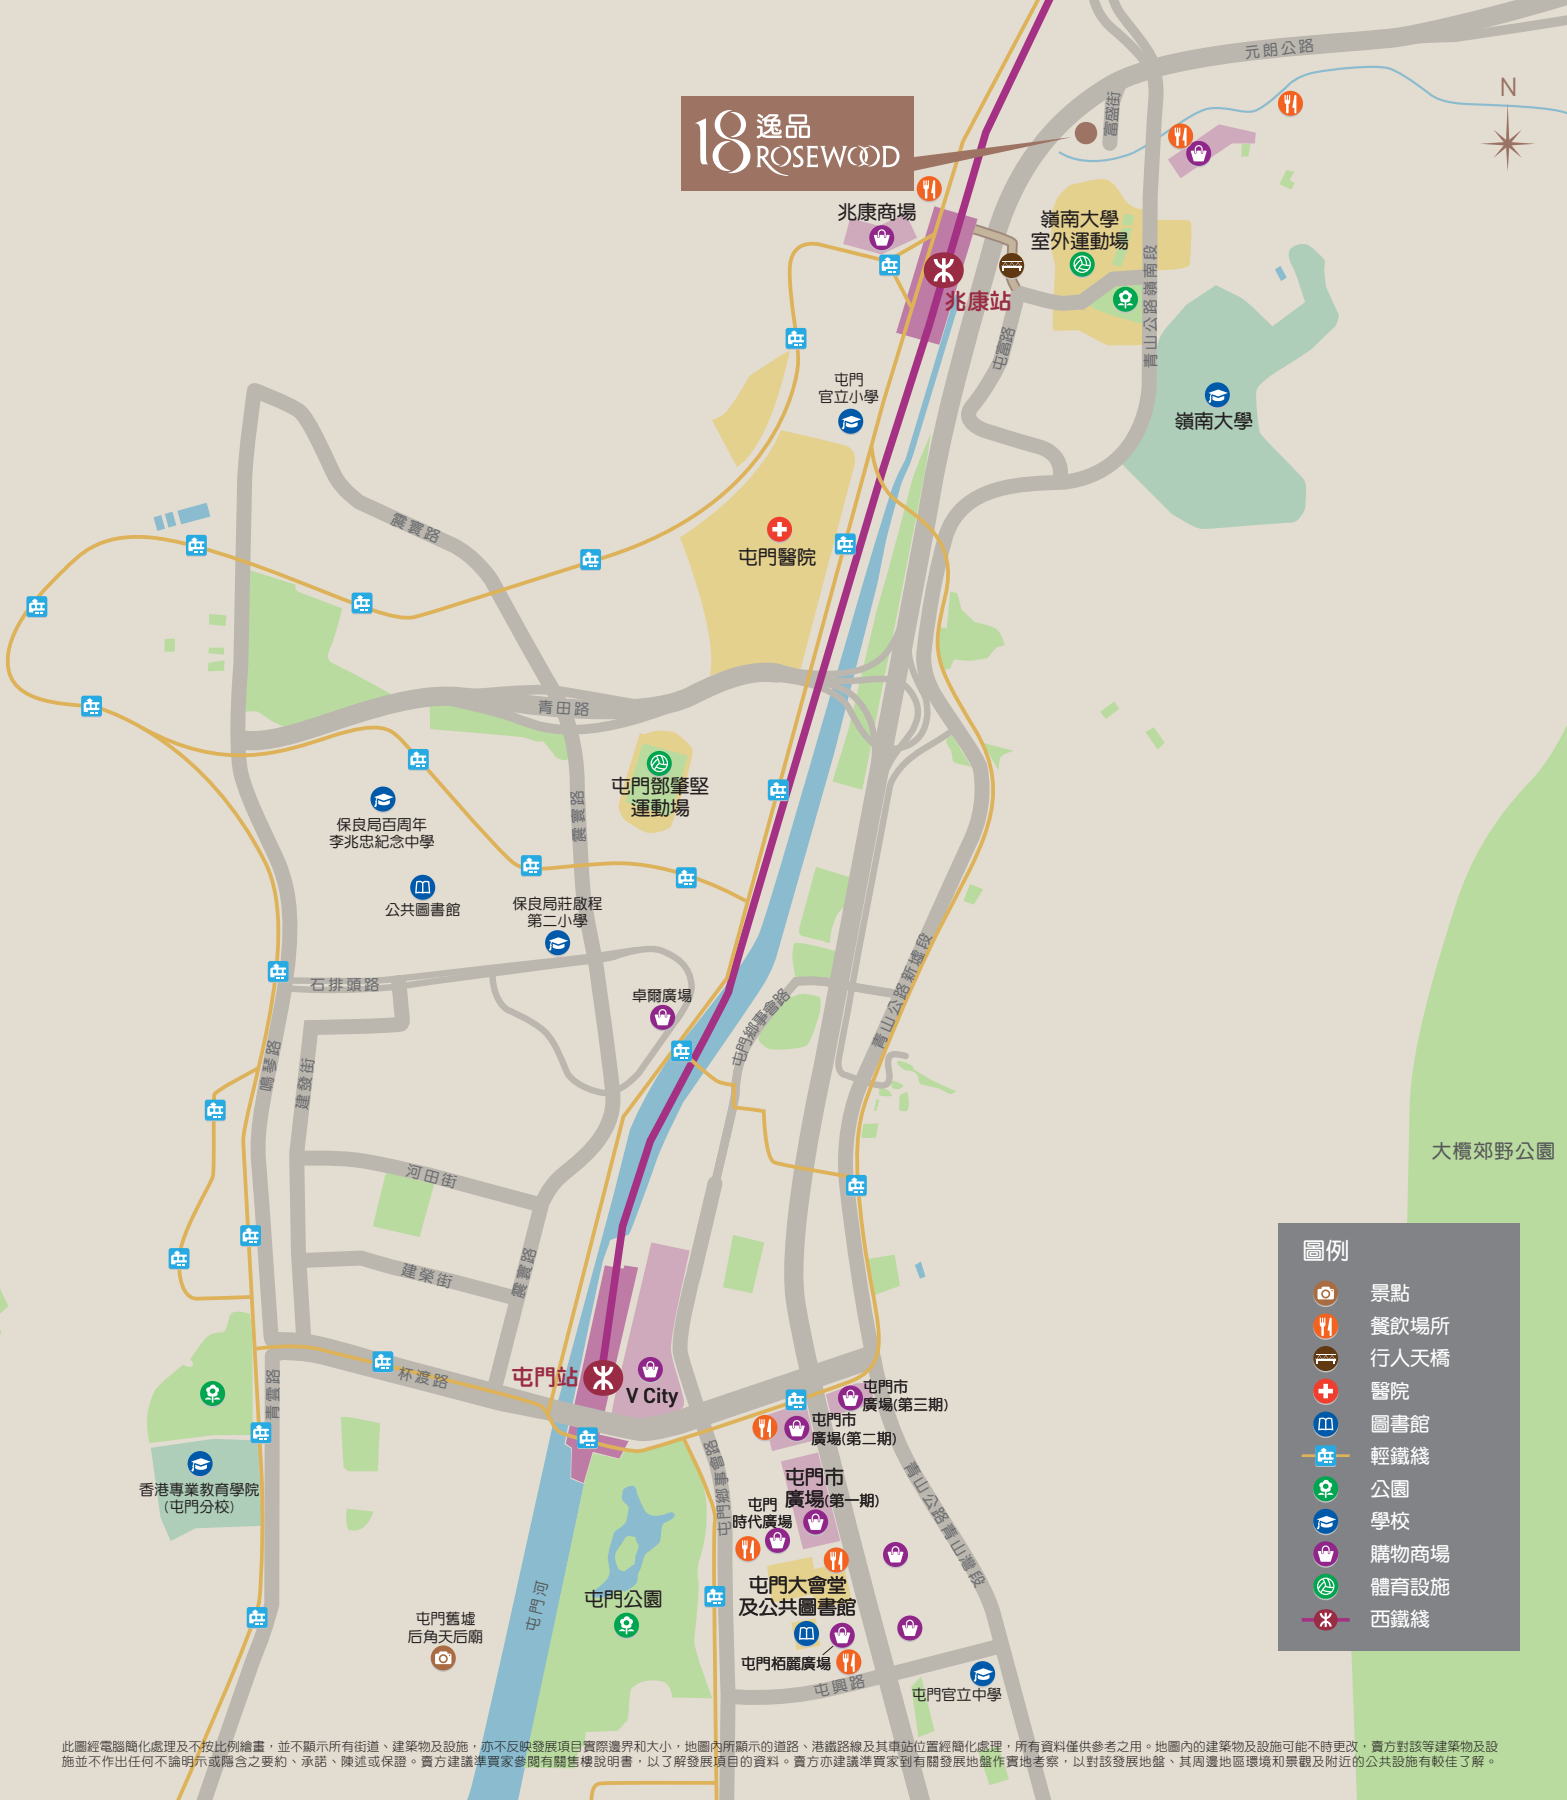 元朗公路
富盛街
N
18 逸品
ROSEWOOD
兆康商場
嶺南大學
室外運動場
兆康站
青山公路嶺南段
屯富路
屯門
官立小學
嶺南大學
震寰路
屯門醫院
青田路
屯門鄧肇堅
運動場
震寰路
保良局百周年
李兆忠紀念中學
公共圖書館
保良局莊啟程
第二小學
石排頭路
卓爾廣場
屯門鄉事會路
青山公路新墟段
鳴琴路
建發街
河田街
大欖郊野公園
建榮街
震寰路
圖例
景點
餐飲場所
行人天橋
醫院
圖書館
輕鐵綫
公園
學校
購物商場
體育設施
西鐵綫
屯門站
V City
杯渡路
青雲路
屯門市
廣場(第三期)
屯門市
廣場(第二期)
屯門鄉事會路
屯門市
廣場(第一期)
屯門
時代廣場
青山公路青山灣段
香港專業教育學院
(屯門分校)
屯門河
屯門公園
屯門大會堂
及公共圖書館
屯門舊墟
后角天后廟
屯門栢麗廣場
屯興路
屯門官立中學
此圖經電腦簡化處理及不按比例繪畫，並不顯示所有街道、建築物及設施，亦不反映發展項目實際邊界和大小，地圖內所顯示的道路、港鐵路線及其車站位置經簡化處理，所有資料僅供參考之用。地圖內的建築物及設施可能不時更改，賣方對該等建築物及設
施並不作出任何不論明示或隱含之要約、承諾、陳述或保證。賣方建議準買家參閱有關售樓說明書，以了解發展項目的資料。賣方亦建議準買家到有關發展地盤作實地考察，以對該發展地盤、其周邊地區環境和景觀及附近的公共設施有較佳了解。